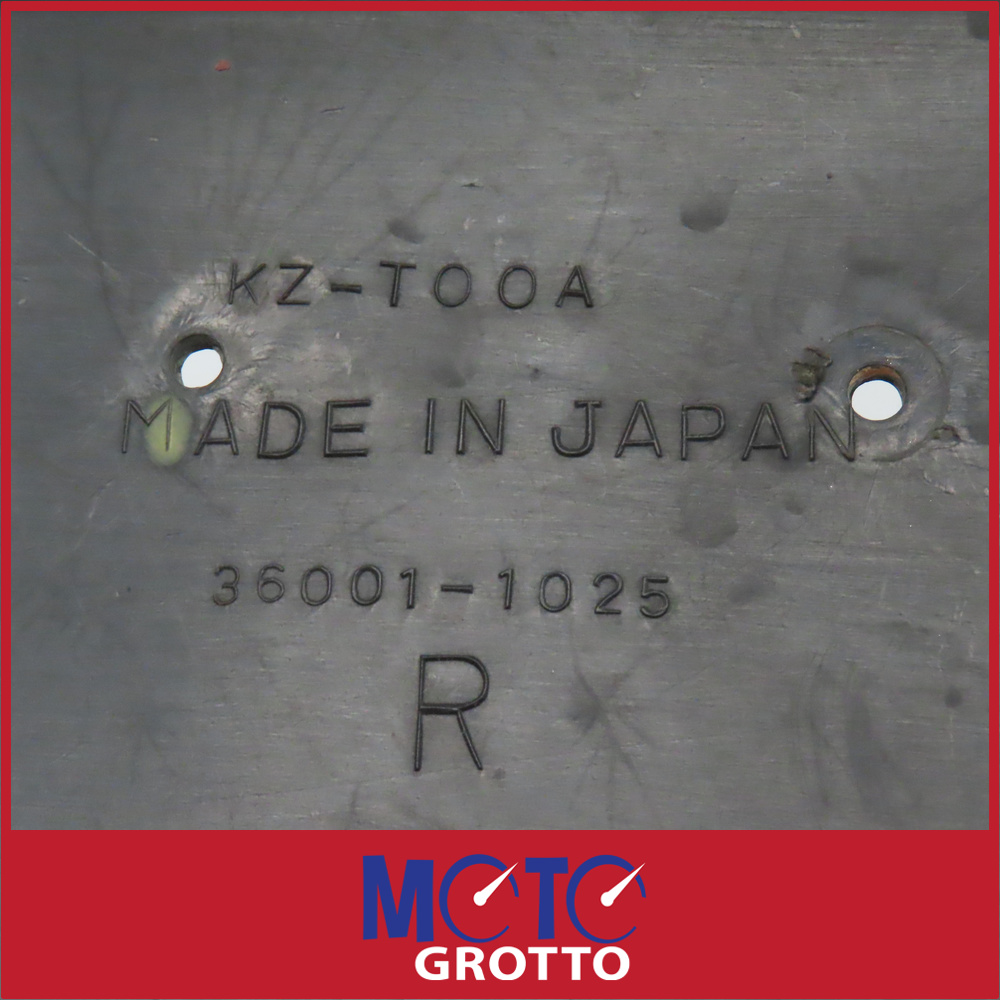 KZ-T00A
MADE IN JAPAN
36001-1025
R
MOTO
GROTTO